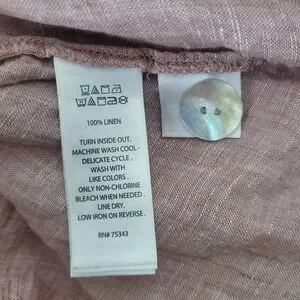 100% LINEN
TURN INSIDE OUT.
MACHINE WASH COOL -
DELICATE CYCLE.
WASH WITH
LIKE COLORS.
ONLY NON-CHLORINE
BLEACH WHEN NEEDED.
LINE DRY.
LOW IRON ON REVERSE.
RN# 75343